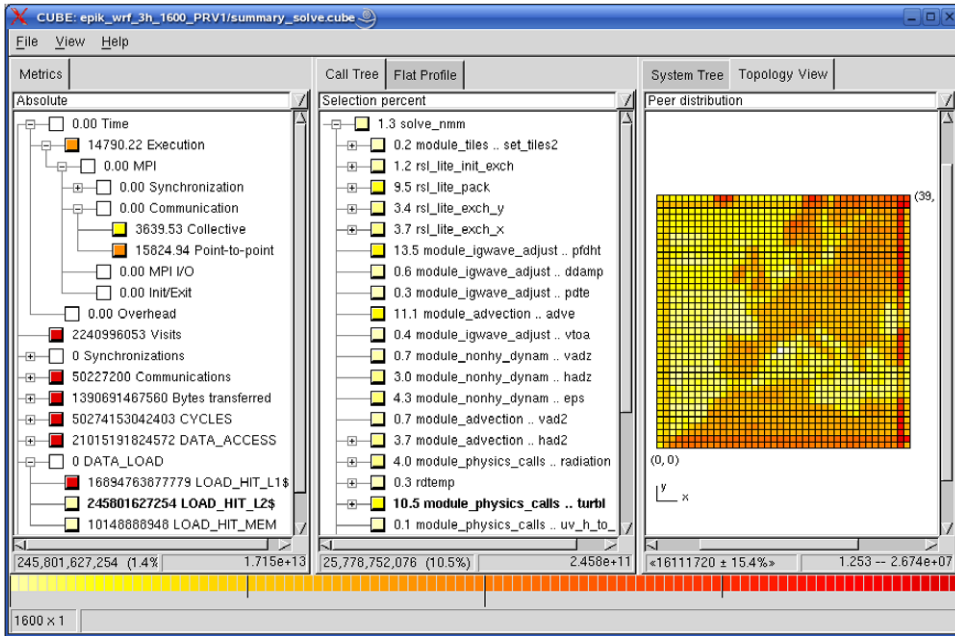 CUBE: epik_wrf_3h_1600_PRV1/summary_solve.cube
File View Help
Metrics
Absolute
0.00 Time
14790.22 Execution
0.00 MPI
0.00 Synchronization
0.00 Communication
3639.53 Collective
15824.94 Point-to-point
0.00 MPI I/O
0.00 Init/Exit
0.00 Overhead
2240996053 Visits
0 Synchronizations
50227200 Communications
1390691467560 Bytes transferred
50274153042403 CYCLES
21015191824572 DATA_ACCESS
0 DATA_LOAD
16894763877779 LOAD_HIT_L1$
245801627254 LOAD_HIT_L2$
10148888948 LOAD_HIT_MEM
245,801,627,254 (1.4% 1.715e+13
Call Tree Flat Profile
Selection percent
1.3 solve_nmm
0.2 module_tiles .. set_tiles2
1.2 rsl_lite_init_exch
9.5 rsl_lite_pack
3.4 rsl_lite_exch_y
3.7 rsl_lite_exch_x
13.5 module_igwave_adjust .. pfdht
0.6 module_igwave_adjust .. ddamp
0.3 module_igwave_adjust .. pdte
11.1 module_advection .. adve
0.4 module_igwave_adjust .. vtoa
0.7 module_nonhy_dynam .. vadz
3.0 module_nonhy_dynam .. hadz
4.3 module_nonhy_dynam .. eps
0.7 module_advection .. vad2
3.7 module_advection .. had2
4.0 module_physics_calls .. radiation
0.3 rdtemp
10.5 module_physics_calls .. turbl
0.1 module_physics_calls .. uv_h_to_
25,778,752,076 (10.5%) 2.458e+11
System Tree Topology View
Peer distribution
(39,
(0, 0)
y
x
«16111720 ± 15.4%» 1.253 -- 2.674e+07
1600 x 1